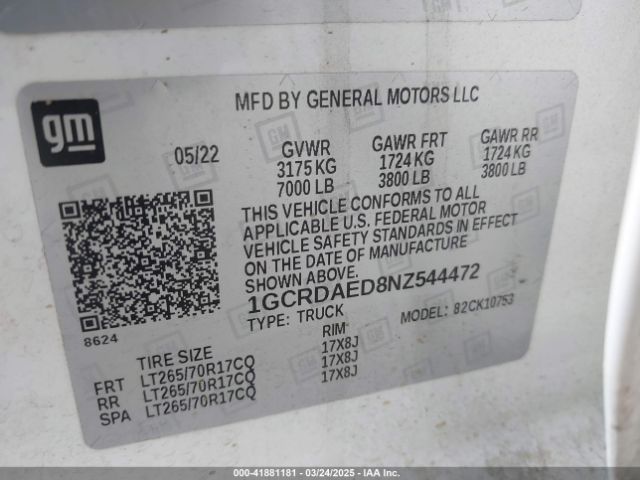 gm
MFD BY GENERAL MOTORS LLC
05/22
GVWR GAWR FRT GAWR RR
3175 KG 1724 KG 1724 KG
7000 LB 3800 LB 3800 LB
THIS VEHICLE CONFORMS TO ALL
APPLICABLE U.S. FEDERAL MOTOR
VEHICLE SAFETY STANDARDS IN EFFECT
ON THE DATE OF MANUFACTURE
SHOWN ABOVE.
1GCRDAED8NZ544472
TYPE: TRUCK MODEL: 82CK10753
8624
TIRE SIZE RIM
FRT LT265/70R17CQ 17X8J
RR LT265/70R17CQ 17X8J
SPA LT265/70R17CQ 17X8J
000-41881181 - 03/24/2025 - IAA Inc.